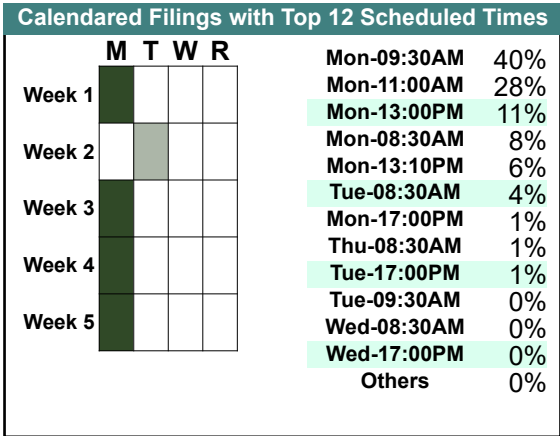 Calendared Filings with Top 12 Scheduled Times
M T W R
Week 1
Week 2
Week 3
Week 4
Week 5
Mon-09:30AM 40%
Mon-11:00AM 28%
Mon-13:00PM 11%
Mon-08:30AM 8%
Mon-13:10PM 6%
Tue-08:30AM 4%
Mon-17:00PM 1%
Thu-08:30AM 1%
Tue-17:00PM 1%
Tue-09:30AM 0%
Wed-08:30AM 0%
Wed-17:00PM 0%
Others 0%